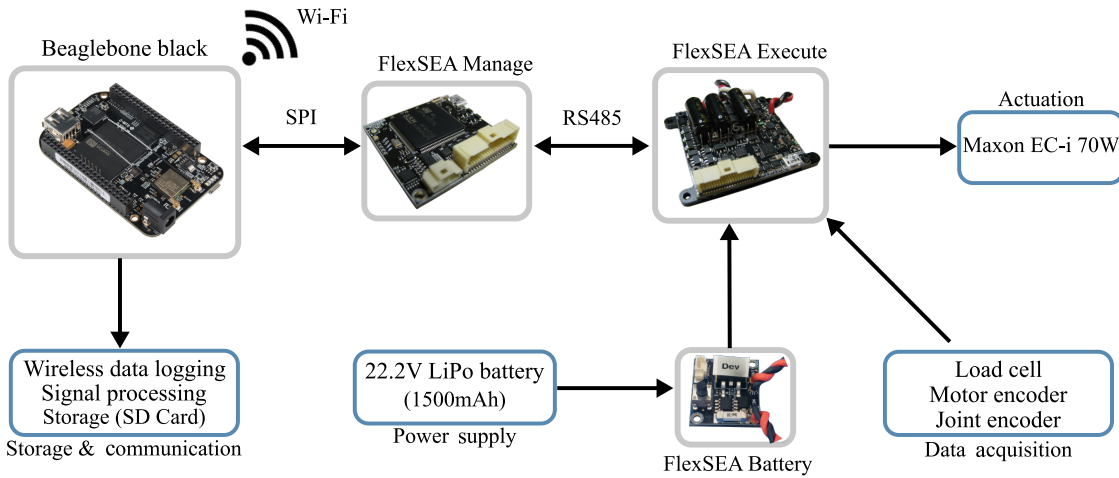 Wi-Fi
Beaglebone black
FlexSEA Manage
FlexSEA Execute
SPI
RS485
Actuation
Maxon EC-i 70W
Wireless data logging
Signal processing
Storage (SD Card)
Storage & communication
22.2V LiPo battery
(1500mAh)
Power supply
Dev
FlexSEA Battery
Load cell
Motor encoder
Joint encoder
Data acquisition